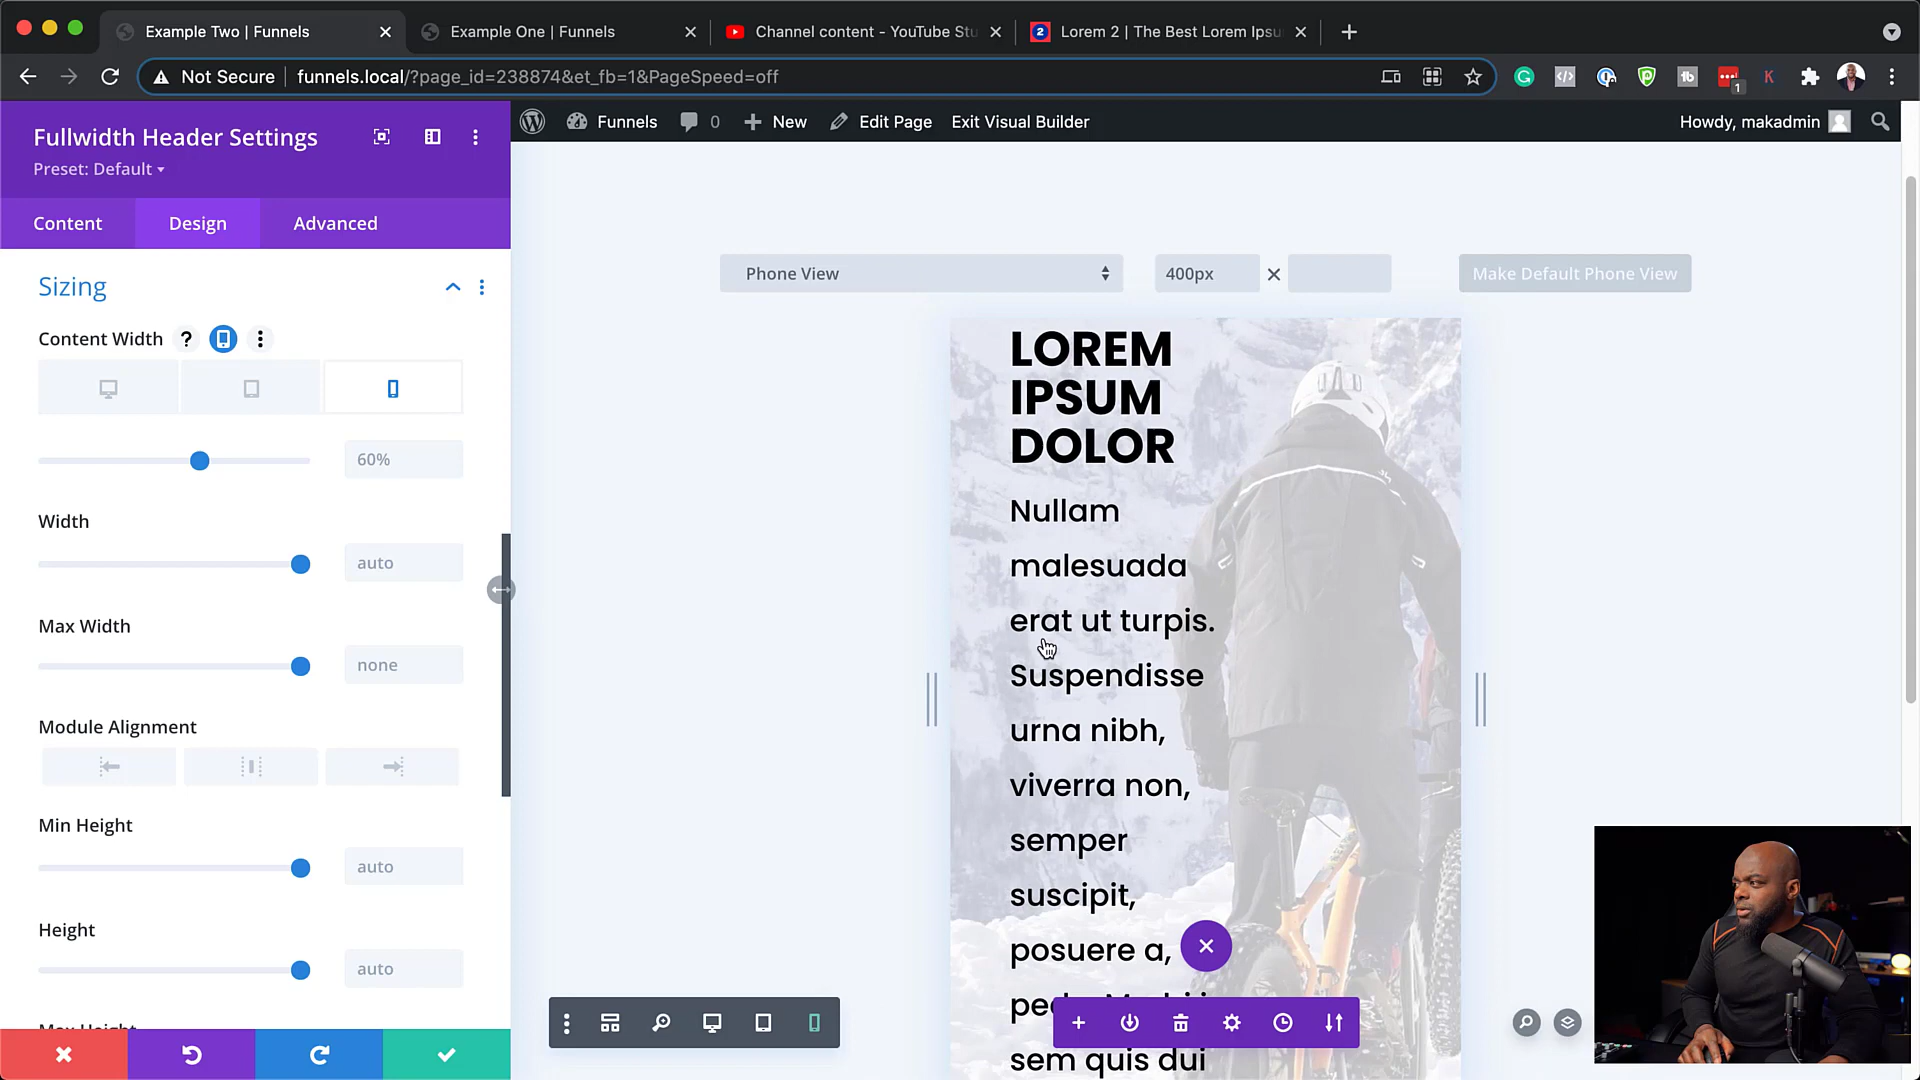 Example Two | Funnels
Example One | Funnels
Channel content - YouTube Stu
Lorem 2 | The Best Lorem Ipsu
Not Secure
funnels.local/?page_id=238874&et_fb=1&PageSpeed=off
1
Fullwidth Header Settings
Preset: Default
Content
Design
Advanced
Funnels
0
New
Edit Page
Exit Visual Builder
Howdy, makadmin
Sizing
Content Width
60%
Width
auto
Max Width
none
Module Alignment
Min Height
auto
Height
auto
Phone View
400px
Make Default Phone View
LOREM
IPSUM
DOLOR
Nullam
malesuada
erat ut turpis.
Suspendisse
urna nibh,
viverra non,
semper
suscipit,
posuere a,
sem quis dui